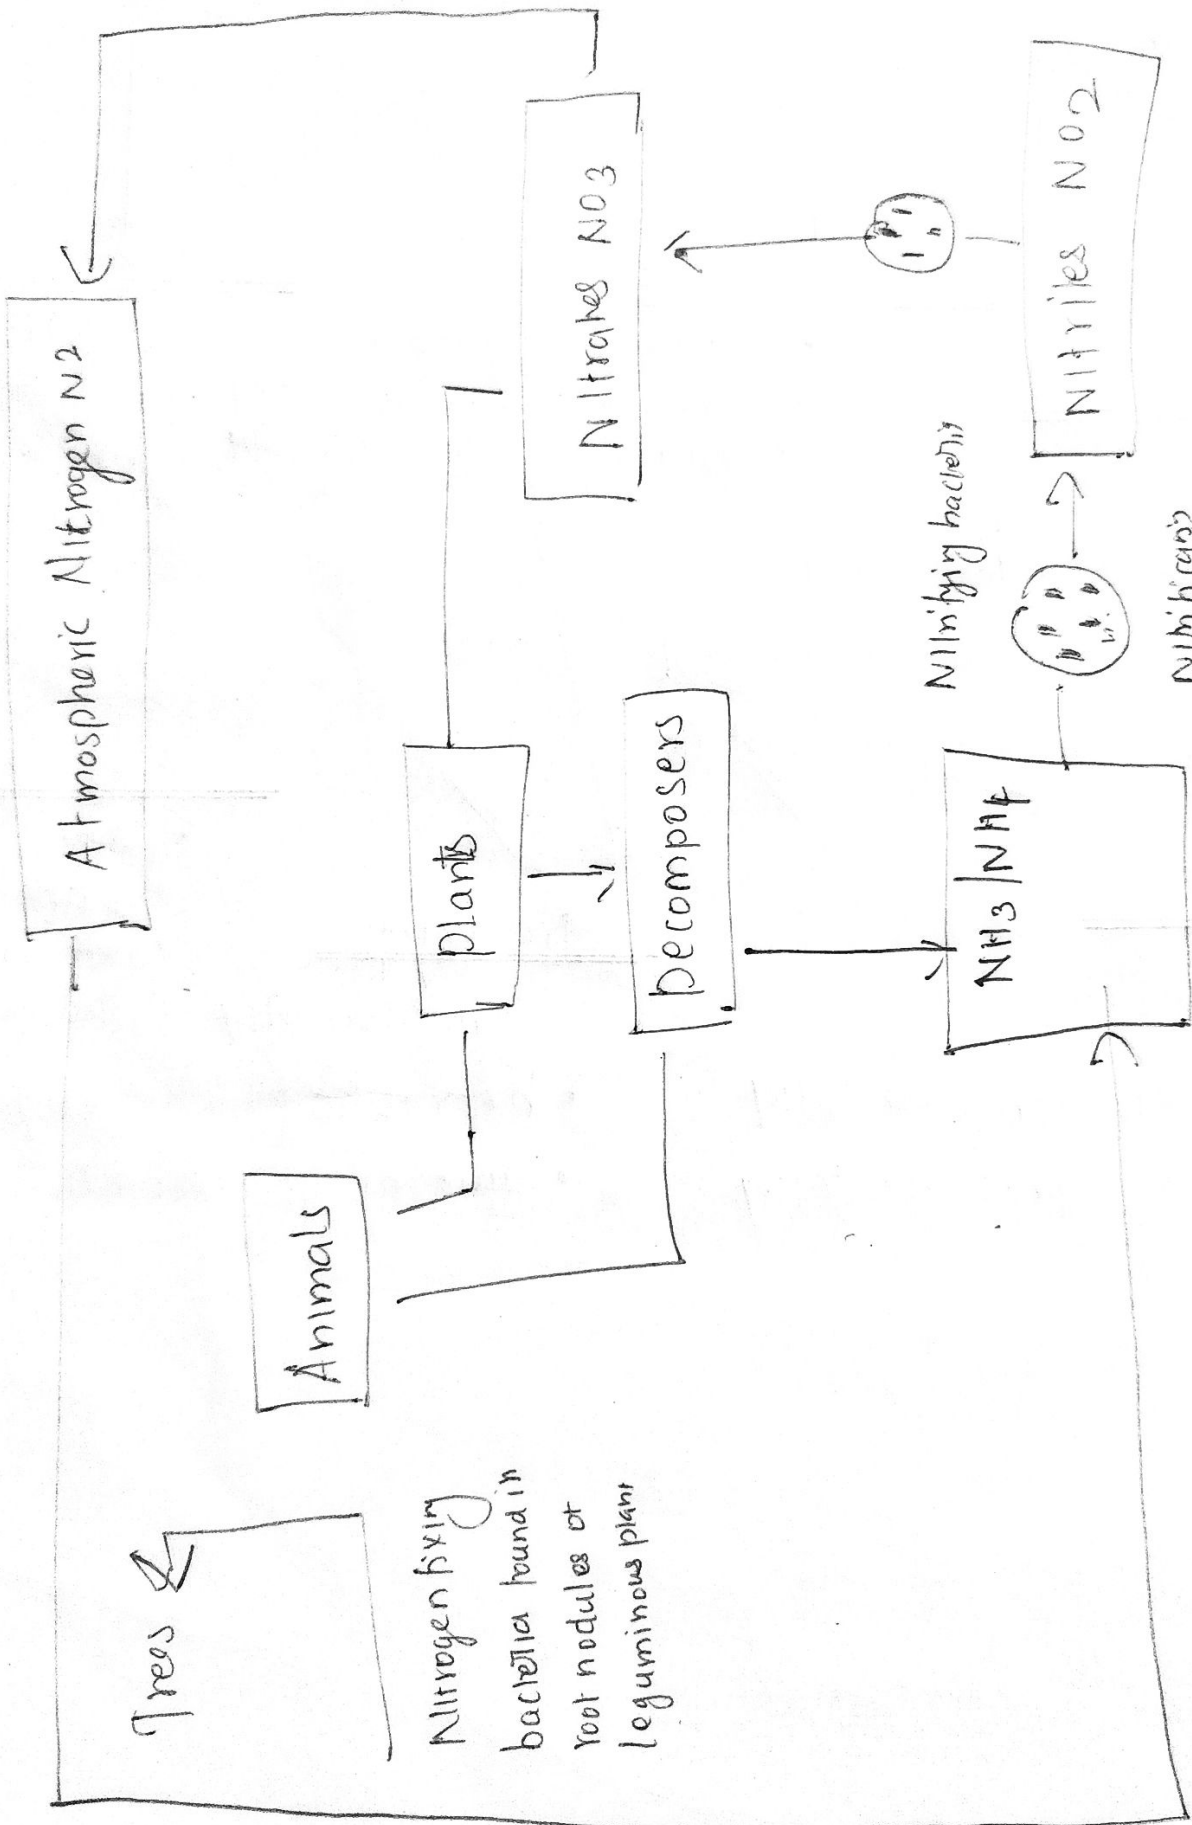 Atmospheric Nitrogen N2
Trees
Animals
plants
Nitrates NO3
Nitrogen fixing
bacteria found in
root nodules of
leguminous plant
Decomposers
Nitrifying bacteria
NH3/NH4
Nitrites NO2